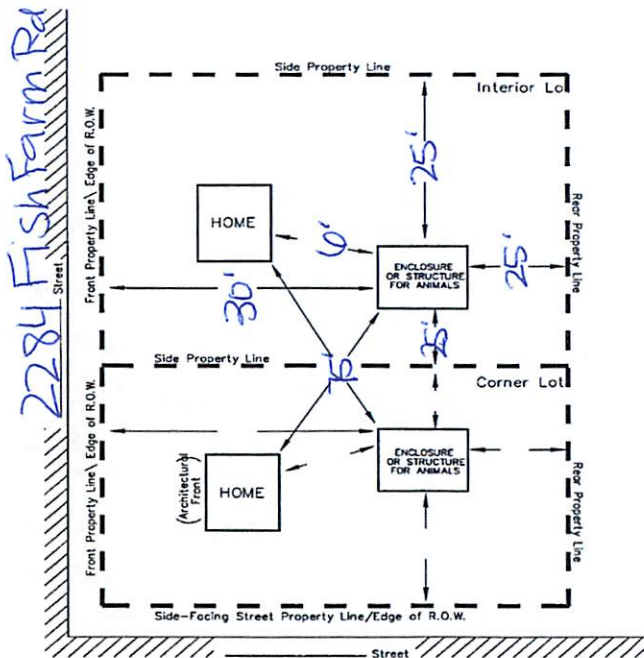 2284 Fish Farm Rd
Street
Side Property Line
Interior Lo
Front Property Line\ Edge of R.O.W.
25'
Rear Property Line
HOME
6'
ENCLOSURE
OR STRUCTURE
FOR ANIMALS
25'
30'
25'
Side Property Line
75'
Corner Lot
Front Property Line\ Edge of R.O.W.
ENCLOSURE
OR STRUCTURE
FOR ANIMALS
(Architectural
Front)
HOME
Rear Property Line
Side-Facing Street Property Line/Edge of R.O.W.
Street